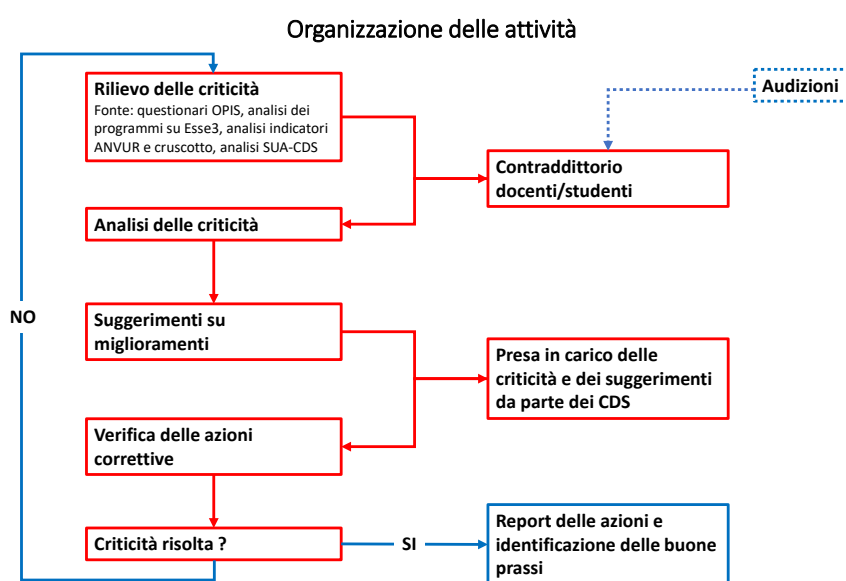 Organizzazione delle attività
Rilievo delle criticità
Fonte: questionari OPIS, analisi dei
programmi su Esse3, analisi indicatori
ANVUR e cruscotto, analisi SUA-CDS
Audizioni
Contraddittorio
docenti/studenti
Analisi delle criticità
NO
Suggerimenti su
miglioramenti
Presa in carico delle
criticità e dei suggerimenti
da parte dei CDS
Verifica delle azioni
correttive
Criticità risolta ?
SI
Report delle azioni e
identificazione delle buone
prassi